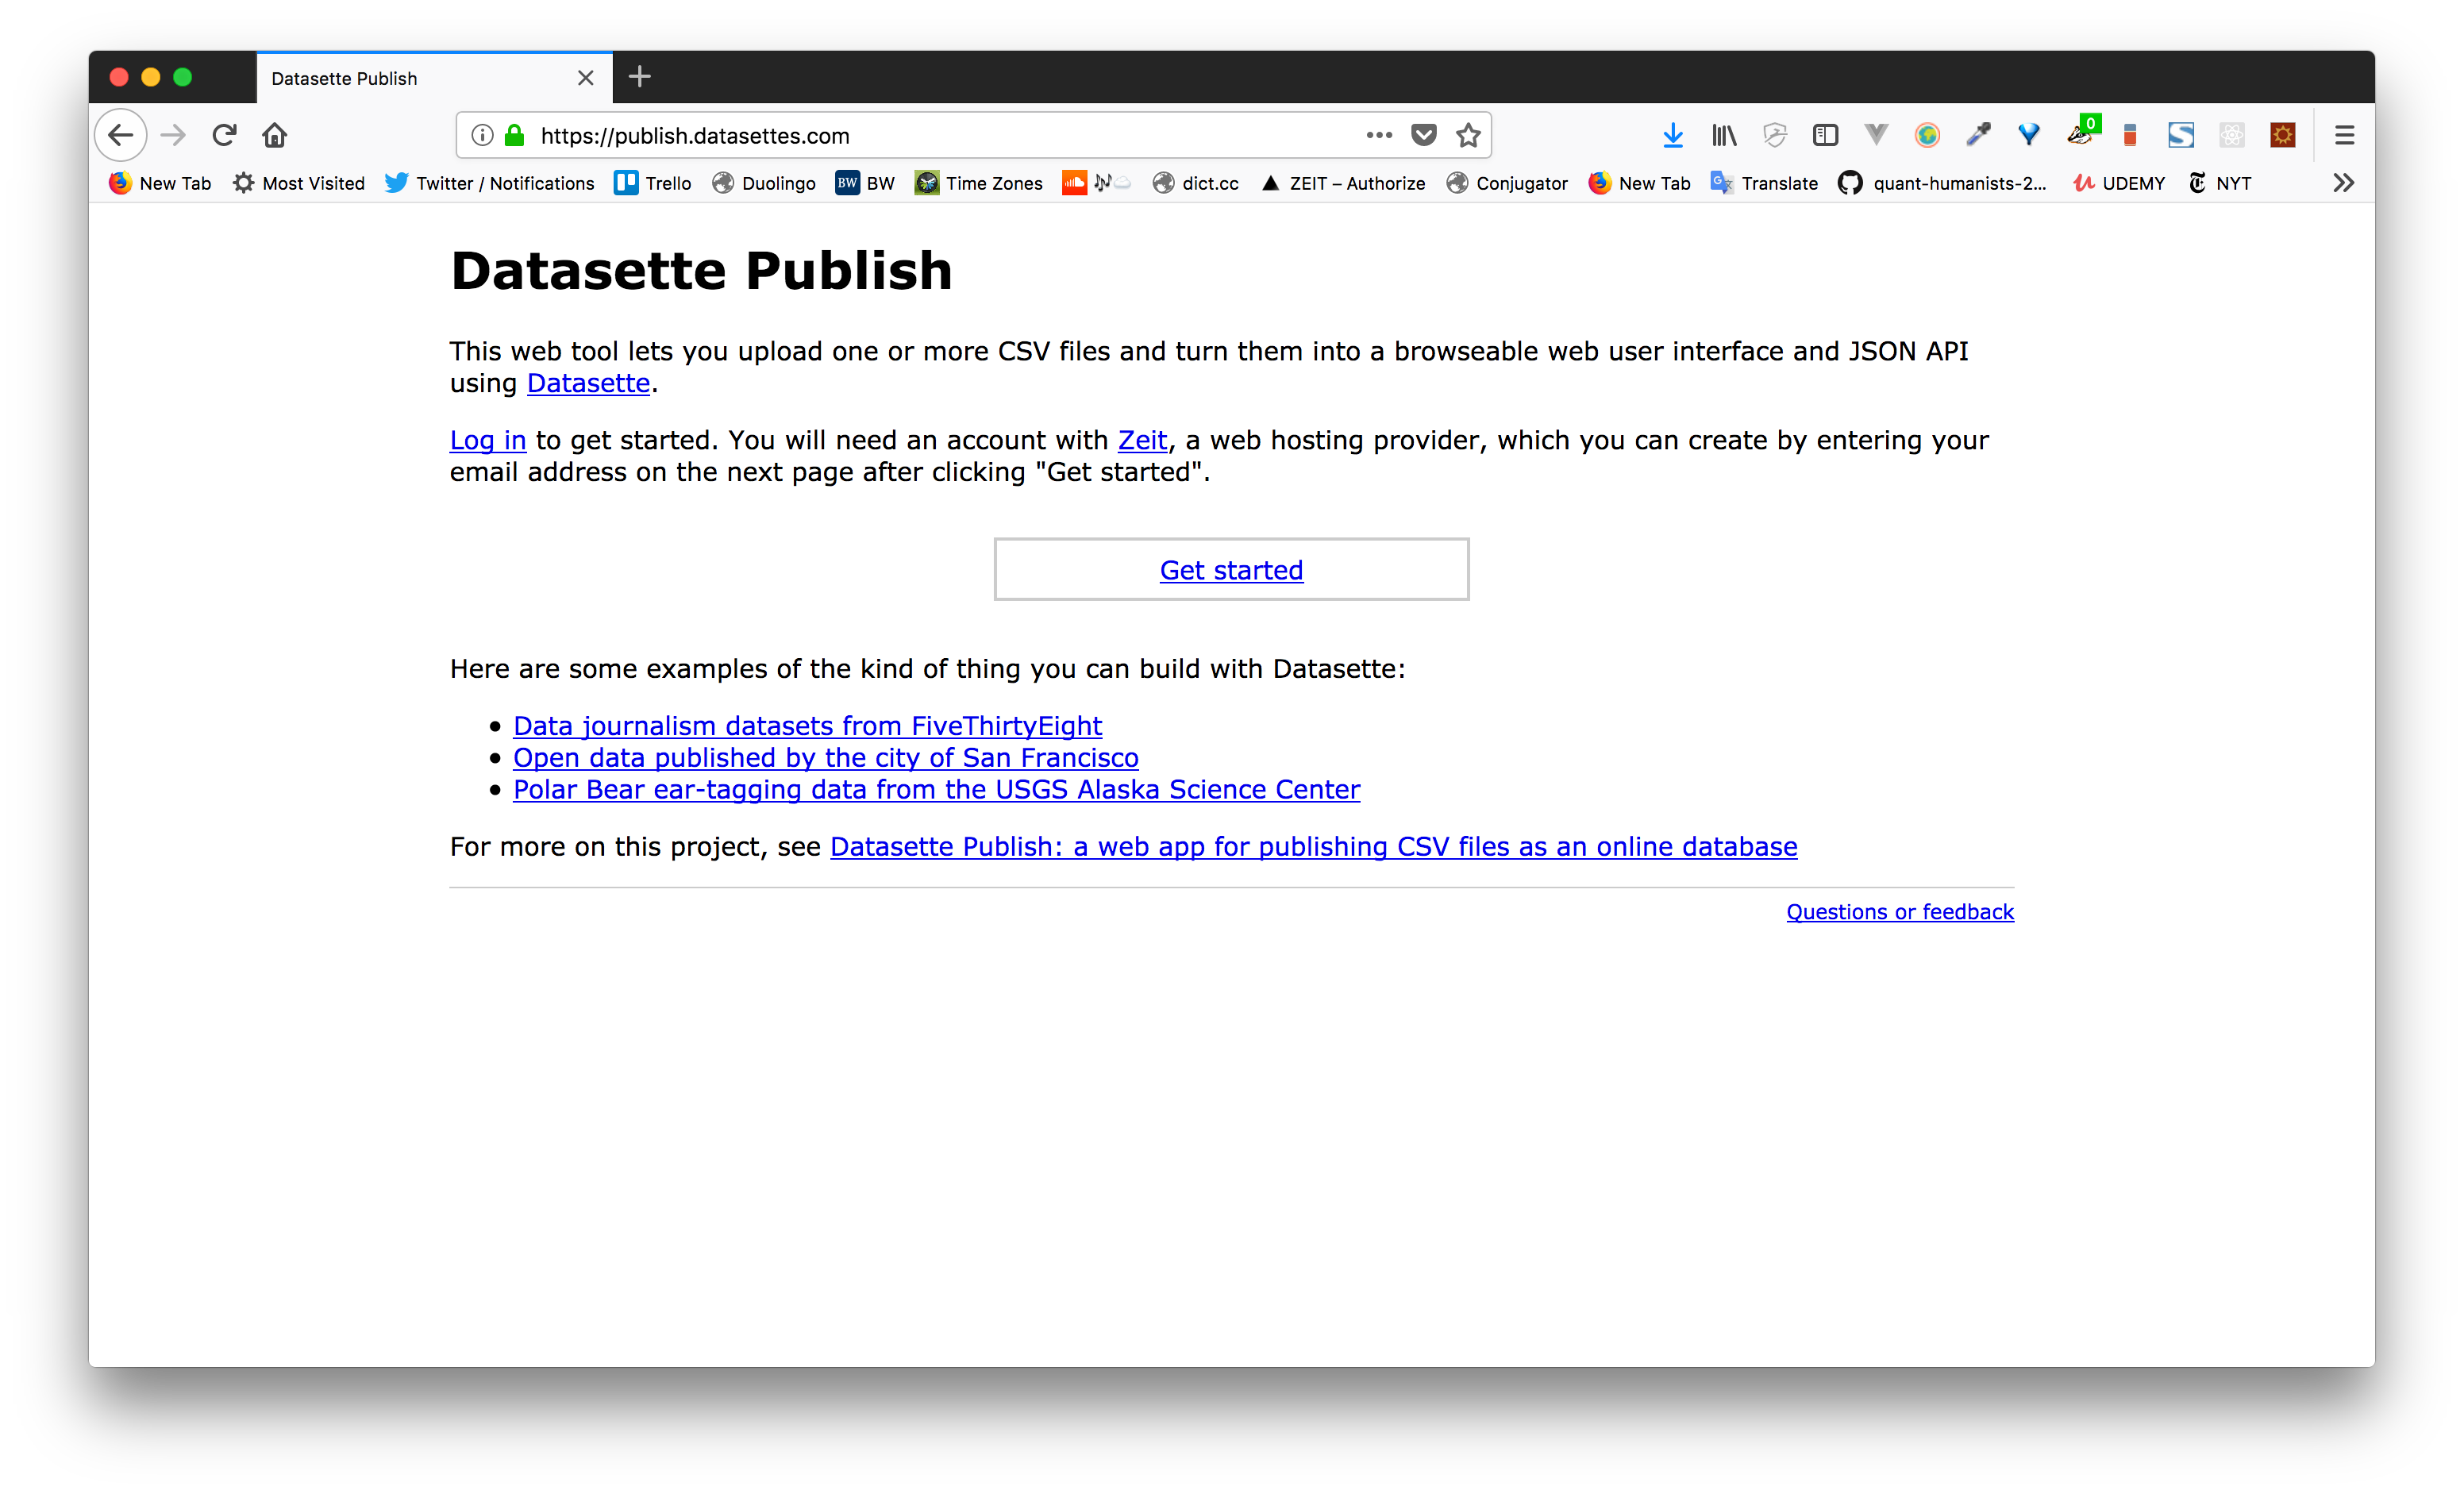 Datasette Publish
https://publish.datasettes.com
0
New Tab Most Visited Twitter / Notifications Trello Duolingo BW BW Time Zones dict.cc ZEIT – Authorize Conjugator New Tab Translate quant-humanists-2... UDEMY NYT
Datasette Publish
This web tool lets you upload one or more CSV files and turn them into a browseable web user interface and JSON API
using Datasette.
Log in to get started. You will need an account with Zeit, a web hosting provider, which you can create by entering your
email address on the next page after clicking "Get started".
Get started
Here are some examples of the kind of thing you can build with Datasette:
• Data journalism datasets from FiveThirtyEight
• Open data published by the city of San Francisco
• Polar Bear ear-tagging data from the USGS Alaska Science Center
For more on this project, see Datasette Publish: a web app for publishing CSV files as an online database
Questions or feedback